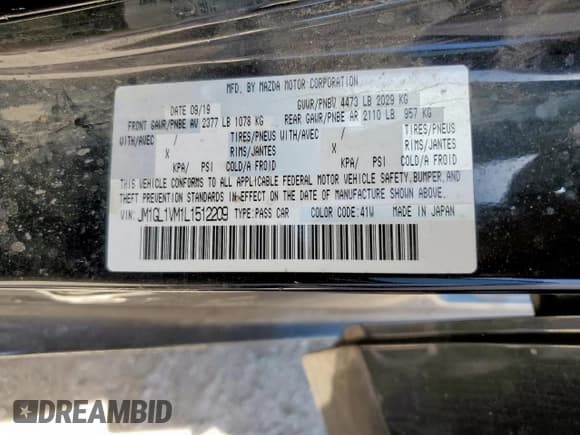 MFD. BY MAZDA MOTOR CORPORATION
DATE 09/19 GVWR/PNBV 4473 LB 2029 KG
FRONT GAWR/PNBE AV 2377 LB 1078 KG REAR GAWR/PNBE AR 2110 LB 957 KG
WITH/AVEC / TIRES/PNEUS WITH/AVEC / TIRES/PNEUS
X RIMS/JANTES X RIMS/JANTES
KPA/ PSI COLD/A FROID KPA/ PSI COLD/A FROID
THIS VEHICLE CONFORMS TO ALL APPLICABLE FEDERAL MOTOR VEHICLE SAFETY, BUMPER, AND
THEFT PREVENTION STANDARDS IN EFFECT ON THE DATE OF MANUFACTURE SHOWN ABOVE.
VIN: JM1GL1VM1L1512209 TYPE:PASS CAR COLOR CODE:41W MADE IN JAPAN
DREAMBID